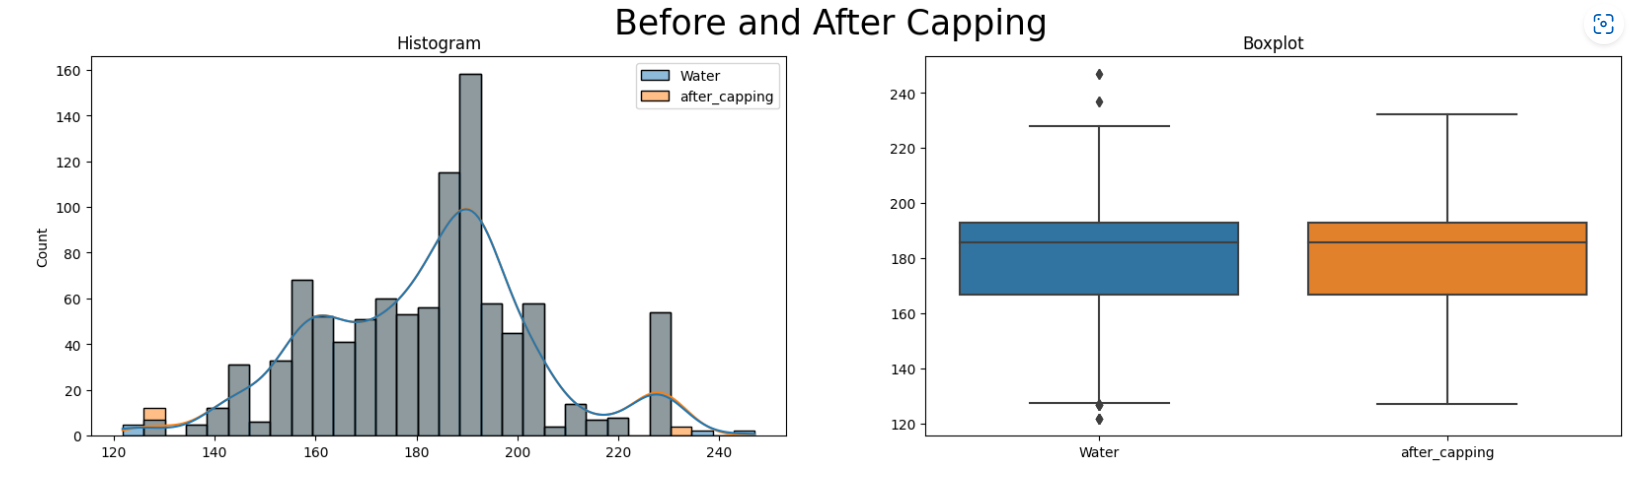 Before and After Capping
Histogram
Water
after_capping
Count
160
140
120
100
80
60
40
20
0
120 140 160 180 200 220 240
Boxplot
240
220
200
180
160
140
120
Water after_capping